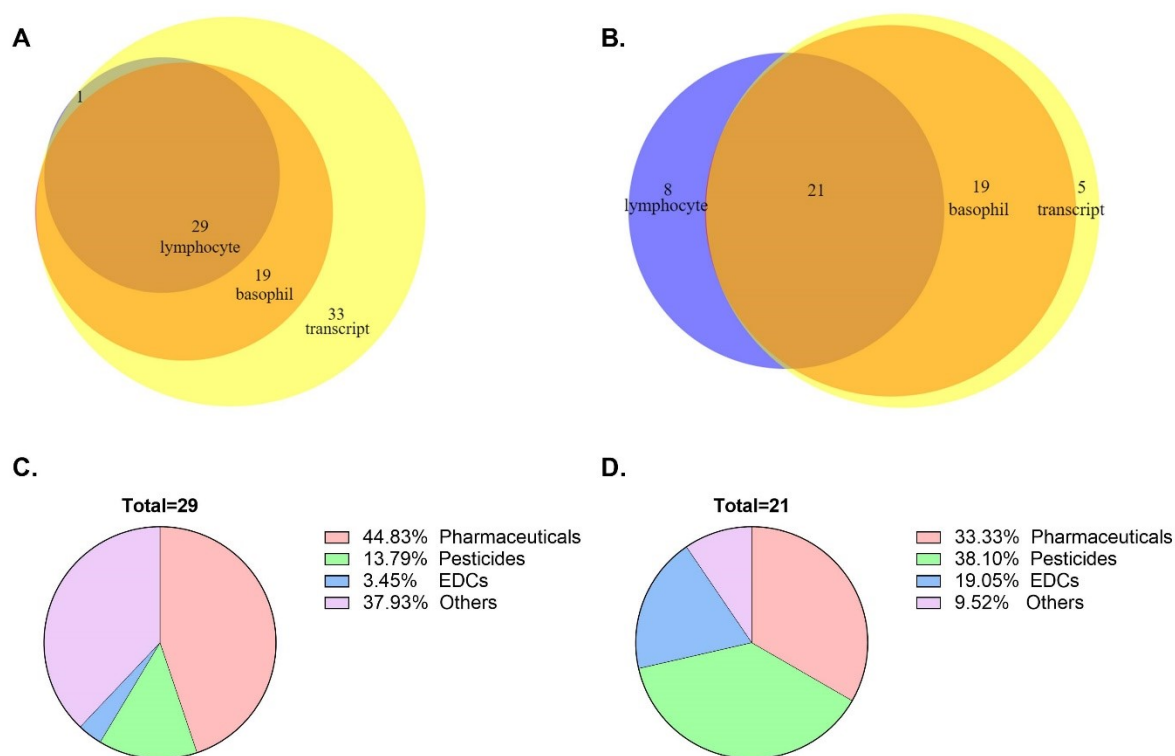 A
1
29
lymphocyte
19
basophil
33
transcript
B.
8
lymphocyte
21
19
basophil
5
transcript
C.
Total=29
44.83% Pharmaceuticals
13.79% Pesticides
3.45% EDCs
37.93% Others
D.
Total=21
33.33% Pharmaceuticals
38.10% Pesticides
19.05% EDCs
9.52% Others